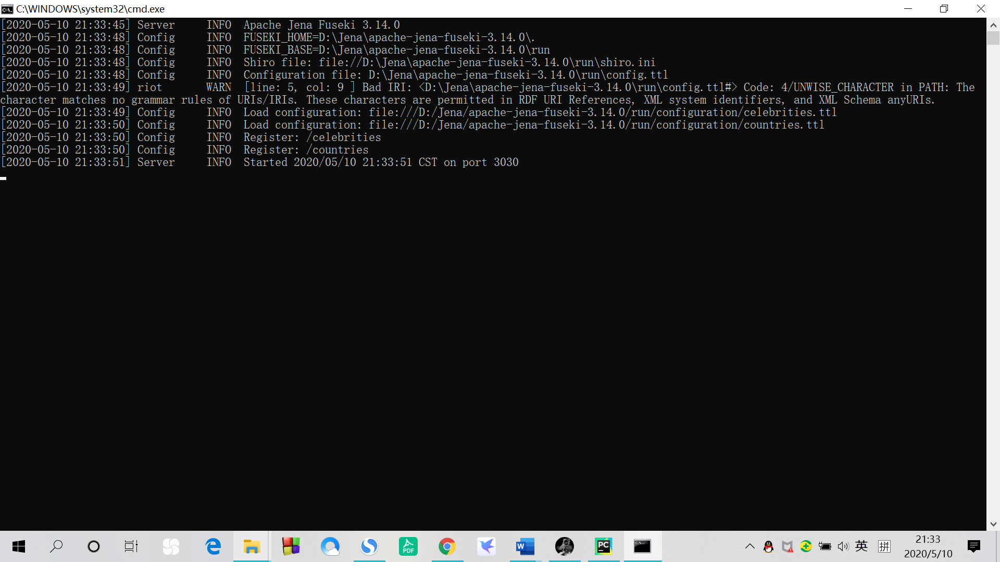 C:\WINDOWS\system32\cmd.exe
[2020-05-10 21:33:45] Server     INFO  Apache Jena Fuseki 3.14.0
[2020-05-10 21:33:48] Config     INFO  FUSEKI_HOME=D:\Jena\apache-jena-fuseki-3.14.0\.
[2020-05-10 21:33:48] Config     INFO  FUSEKI_BASE=D:\Jena\apache-jena-fuseki-3.14.0\run
[2020-05-10 21:33:48] Config     INFO  Shiro file: file://D:\Jena\apache-jena-fuseki-3.14.0\run\shiro.ini
[2020-05-10 21:33:48] Config     INFO  Configuration file: D:\Jena\apache-jena-fuseki-3.14.0\run\config.ttl
[2020-05-10 21:33:49] riot       WARN  [line: 5, col: 9 ] Bad IRI: <D:\Jena\apache-jena-fuseki-3.14.0\run\config.ttl#> Code: 4/UNWISE_CHARACTER in PATH: The
character matches no grammar rules of URIs/IRIs. These characters are permitted in RDF URI References, XML system identifiers, and XML Schema anyURIs.
[2020-05-10 21:33:49] Config     INFO  Load configuration: file:///D:/Jena/apache-jena-fuseki-3.14.0/run/configuration/celebrities.ttl
[2020-05-10 21:33:50] Config     INFO  Load configuration: file:///D:/Jena/apache-jena-fuseki-3.14.0/run/configuration/countries.ttl
[2020-05-10 21:33:50] Config     INFO  Register: /celebrities
[2020-05-10 21:33:50] Config     INFO  Register: /countries
[2020-05-10 21:33:51] Server     INFO  Started 2020/05/10 21:33:51 CST on port 3030
PDF
W
PC
英
拼
21:33
2020/5/10